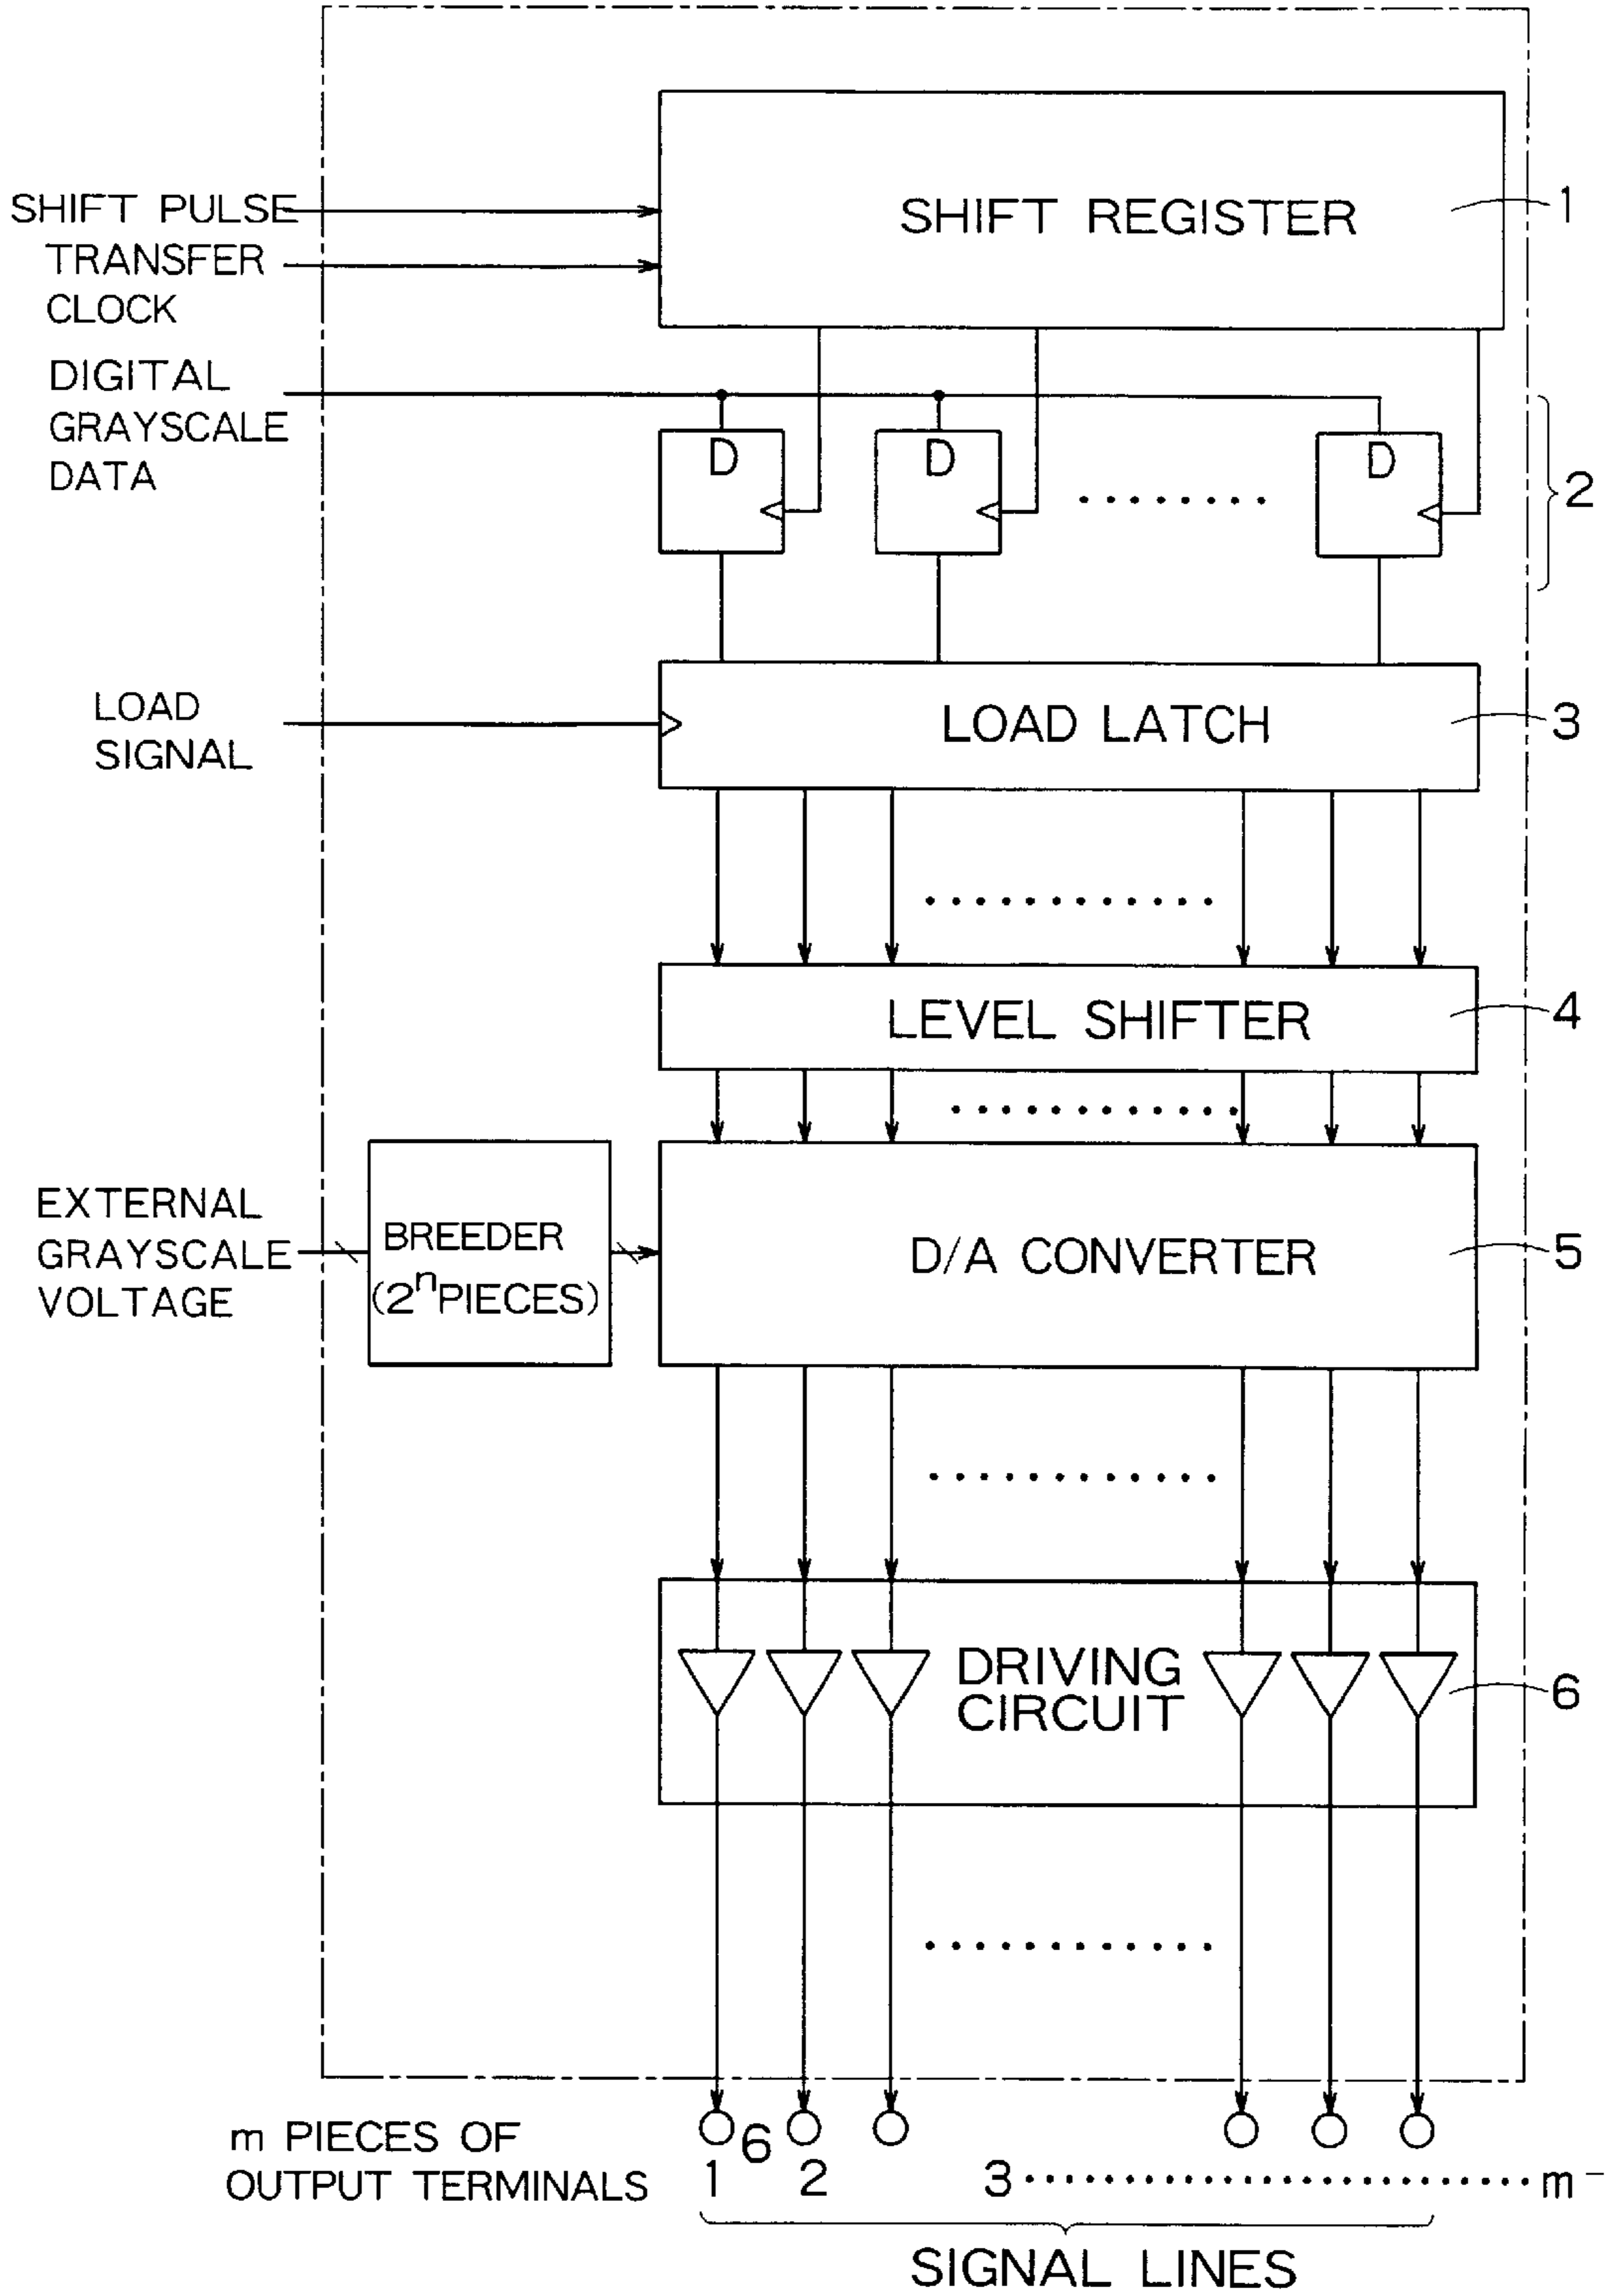 SHIFT REGISTER
1
SHIFT PULSE
TRANSFER
CLOCK
DIGITAL
GRAYSCALE
DATA
D
D
D
2
LOAD
SIGNAL
LOAD LATCH
3
LEVEL SHIFTER
4
EXTERNAL
GRAYSCALE
VOLTAGE
BREEDER
(2ⁿPIECES)
D/A CONVERTER
5
DRIVING
CIRCUIT
6
m PIECES OF
OUTPUT TERMINALS
6
1 2 3 ...................... m-
SIGNAL LINES